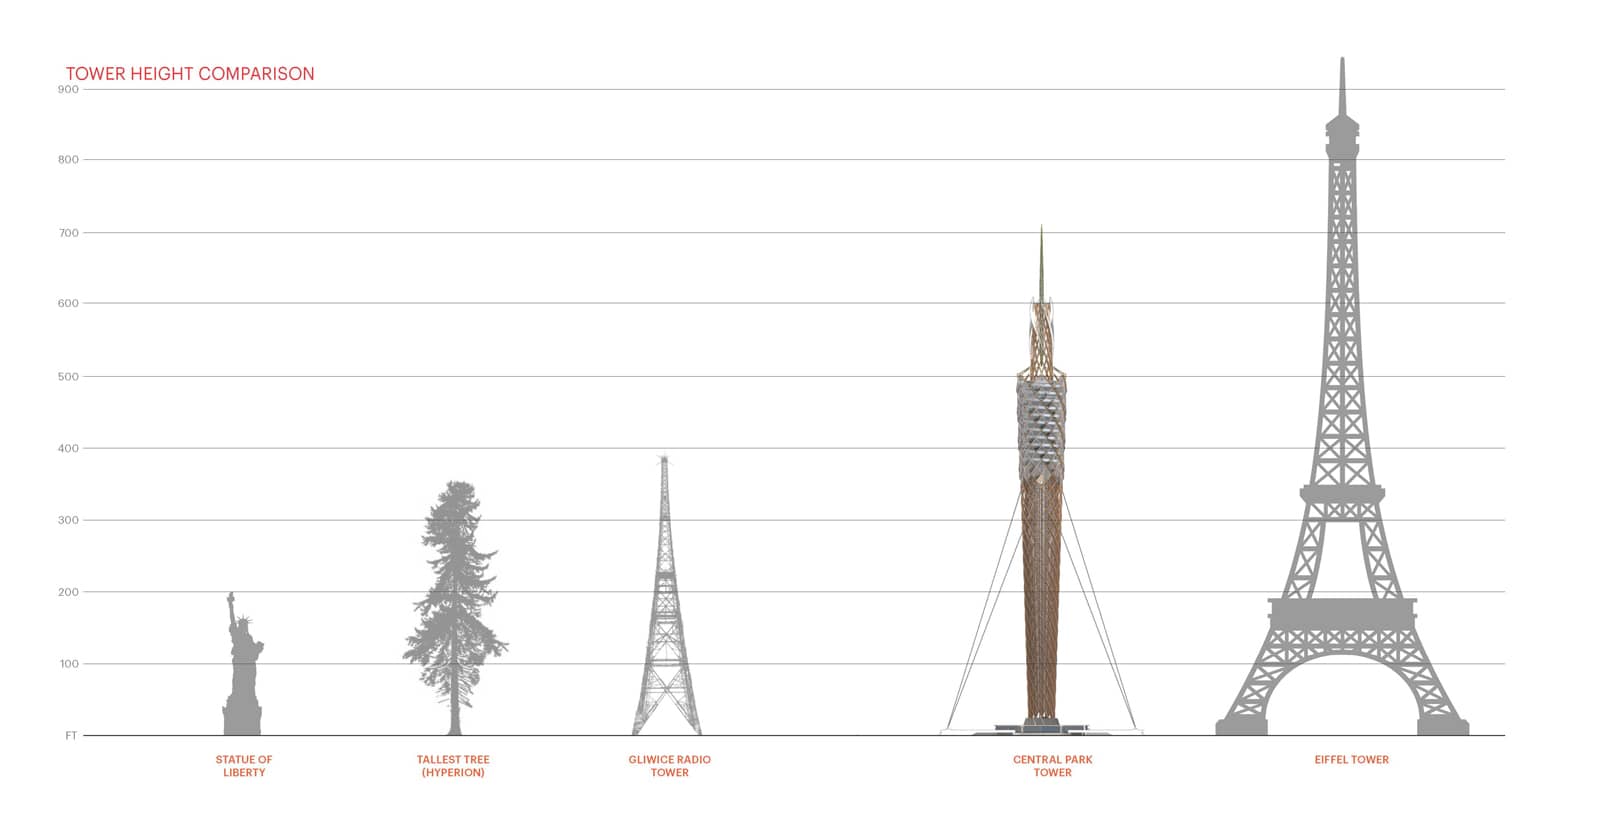 TOWER HEIGHT COMPARISON
900
800
700
600
500
400
300
200
100
FT
STATUE OF
LIBERTY
TALLEST TREE
(HYPERION)
GLIWICE RADIO
TOWER
CENTRAL PARK
TOWER
EIFFEL TOWER